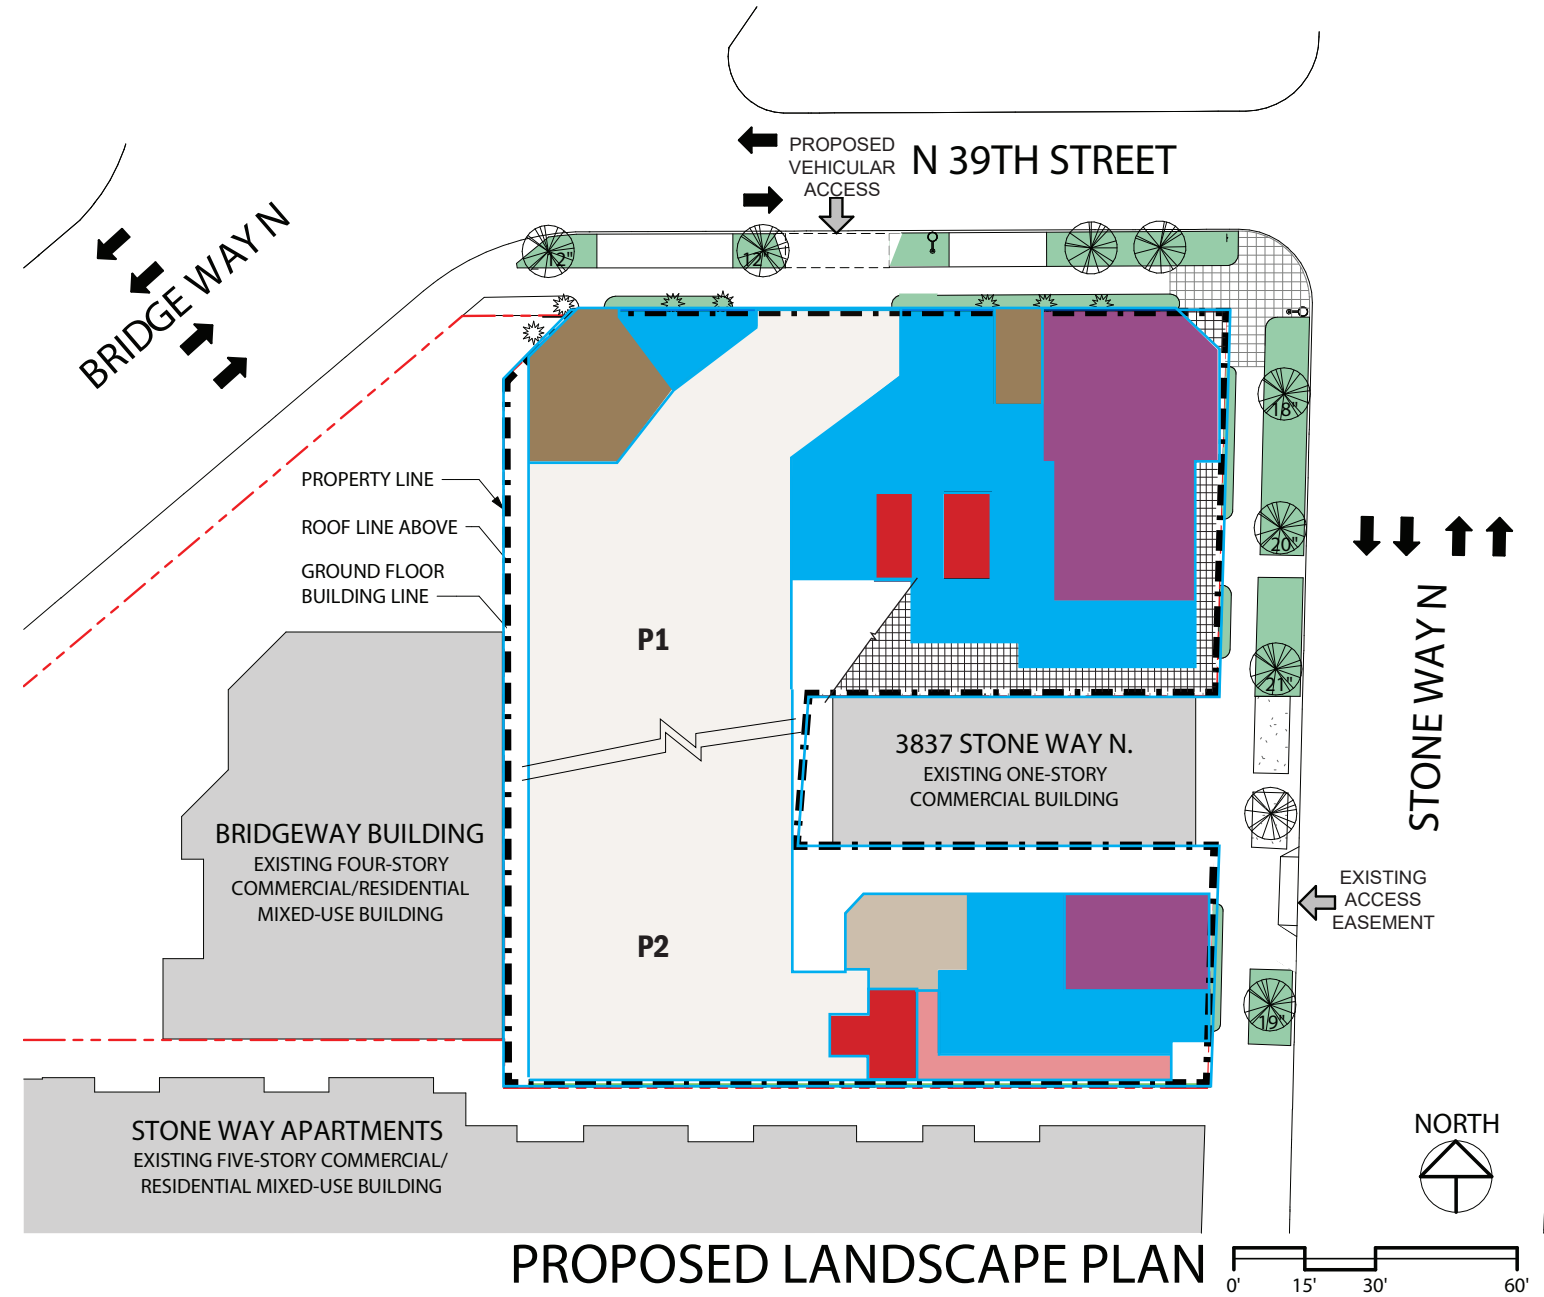 PROPOSED
VEHICULAR
ACCESS
N 39TH STREET
BRIDGE WAY N
12"
12"
18"
PROPERTY LINE
ROOF LINE ABOVE
20"
GROUND FLOOR
BUILDING LINE
P1
STONE WAY N
21"
3837 STONE WAY N.
EXISTING ONE-STORY
COMMERCIAL BUILDING
BRIDGEWAY BUILDING
EXISTING FOUR-STORY
COMMERCIAL/RESIDENTIAL
MIXED-USE BUILDING
EXISTING
ACCESS
EASEMENT
P2
19"
STONE WAY APARTMENTS
EXISTING FIVE-STORY COMMERCIAL/
RESIDENTIAL MIXED-USE BUILDING
NORTH
PROPOSED LANDSCAPE PLAN
0' 15' 30' 60'